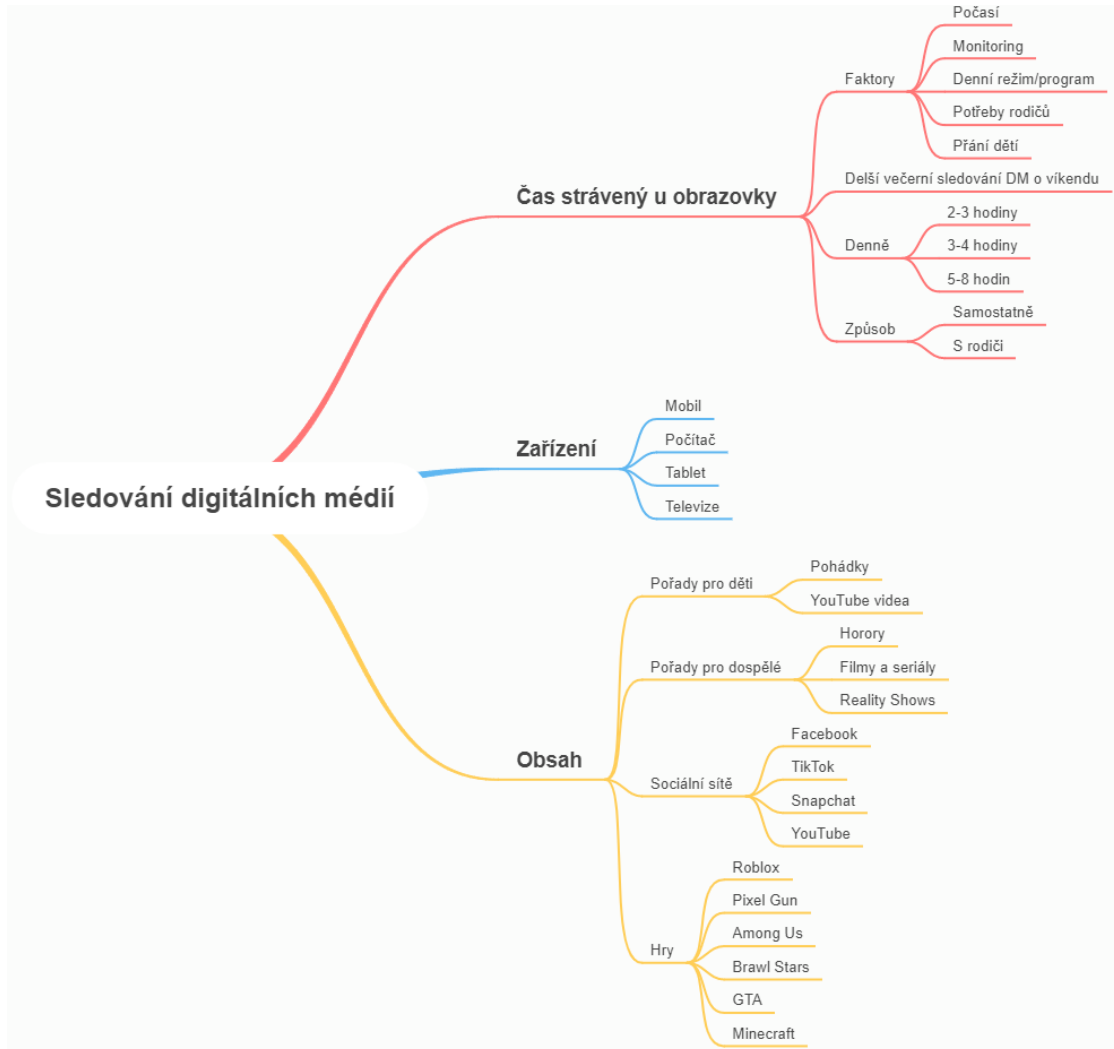 Sledování digitálních médií
Čas strávený u obrazovky
Faktory
Počasí
Monitoring
Denní režim/program
Potřeby rodičů
Přání dětí
Delší večerní sledování DM o víkendu
Denně
2-3 hodiny
3-4 hodiny
5-8 hodin
Způsob
Samostatně
S rodiči
Zařízení
Mobil
Počítač
Tablet
Televize
Obsah
Pořady pro děti
Pohádky
YouTube videa
Pořady pro dospělé
Horory
Filmy a seriály
Reality Shows
Sociální sítě
Facebook
TikTok
Snapchat
YouTube
Hry
Roblox
Pixel Gun
Among Us
Brawl Stars
GTA
Minecraft